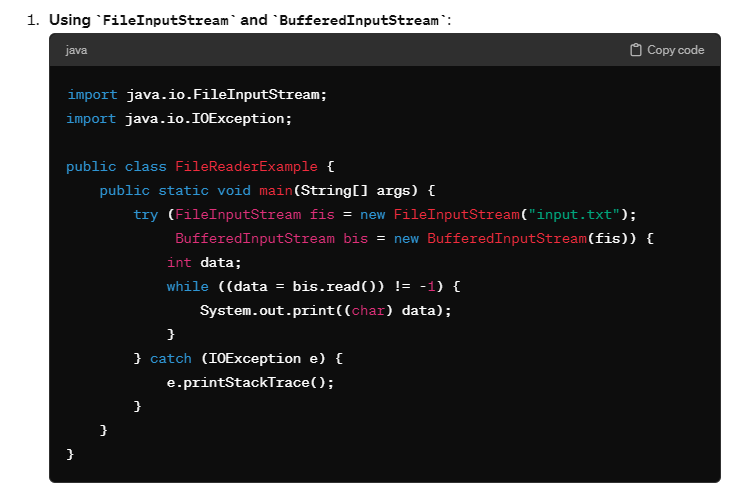 1. Using `FileInputStream` and `BufferedInputStream`:
java
Copy code
import java.io.FileInputStream;
import java.io.IOException;

public class FileReaderExample {
    public static void main(String[] args) {
        try (FileInputStream fis = new FileInputStream("input.txt");
             BufferedInputStream bis = new BufferedInputStream(fis)) {
            int data;
            while ((data = bis.read()) != -1) {
                System.out.print((char) data);
            }
        } catch (IOException e) {
            e.printStackTrace();
        }
    }
}